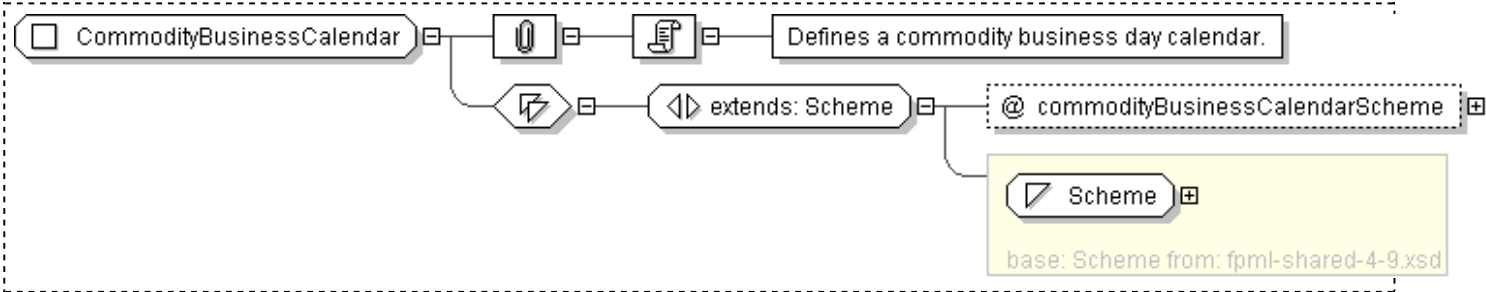 CommodityBusinessCalendar
Defines a commodity business day calendar.
extends: Scheme
@ commodityBusinessCalendarScheme
Scheme
base: Scheme from: fpml-shared-4-9.xsd